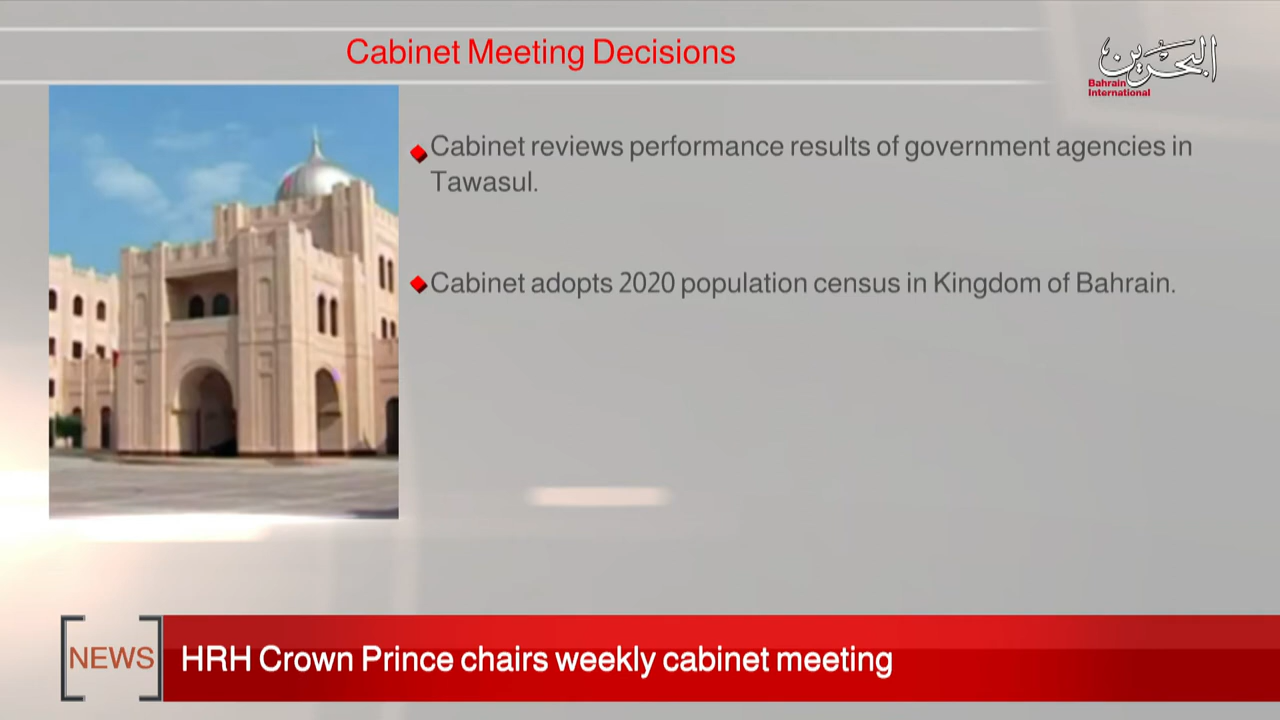 Cabinet Meeting Decisions
البحرين
Bahrain
International
Cabinet reviews performance results of government agencies in
Tawasul.
Cabinet adopts 2020 population census in Kingdom of Bahrain.
NEWS
HRH Crown Prince chairs weekly cabinet meeting